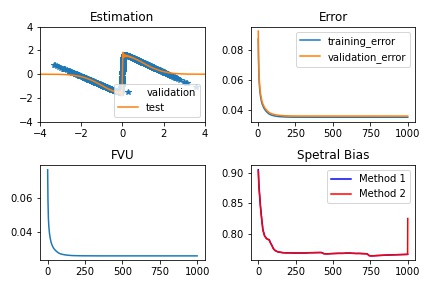 Estimation
4
2
0
−2
−4
−4 −2 0 2 4
validation
test
Error
0.08
0.06
0.04
0 250 500 750 1000
training_error
validation_error
FVU
0.06
0.04
0 250 500 750 1000
Spetral Bias
0.90
0.85
0.80
0 250 500 750 1000
Method 1
Method 2